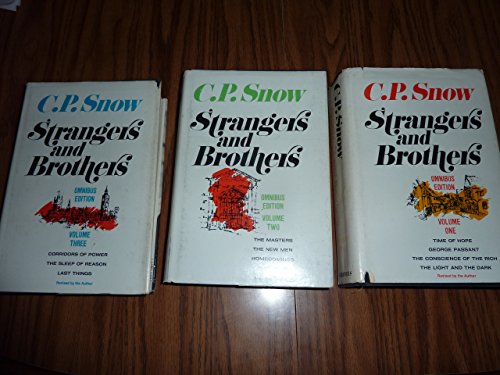 C.P. Snow
Strangers
and
Brothers
OMNIBUS
EDITION
VOLUME
THREE
CORRIDORS OF POWER
THE SLEEP OF REASON
LAST THINGS
Revised by the Author
C.P. Snow
Strangers
and
Brothers
OMNIBUS
EDITION
VOLUME
TWO
THE MASTERS
THE NEW MEN
HOMECOMINGS
C.P. Snow
C.P. Snow
Strangers
and
Brothers
OMNIBUS
EDITION
VOLUME
ONE
TIME OF HOPE
GEORGE PASSANT
THE CONSCIENCE OF THE RICH
THE LIGHT AND THE DARK
Revised by the Author